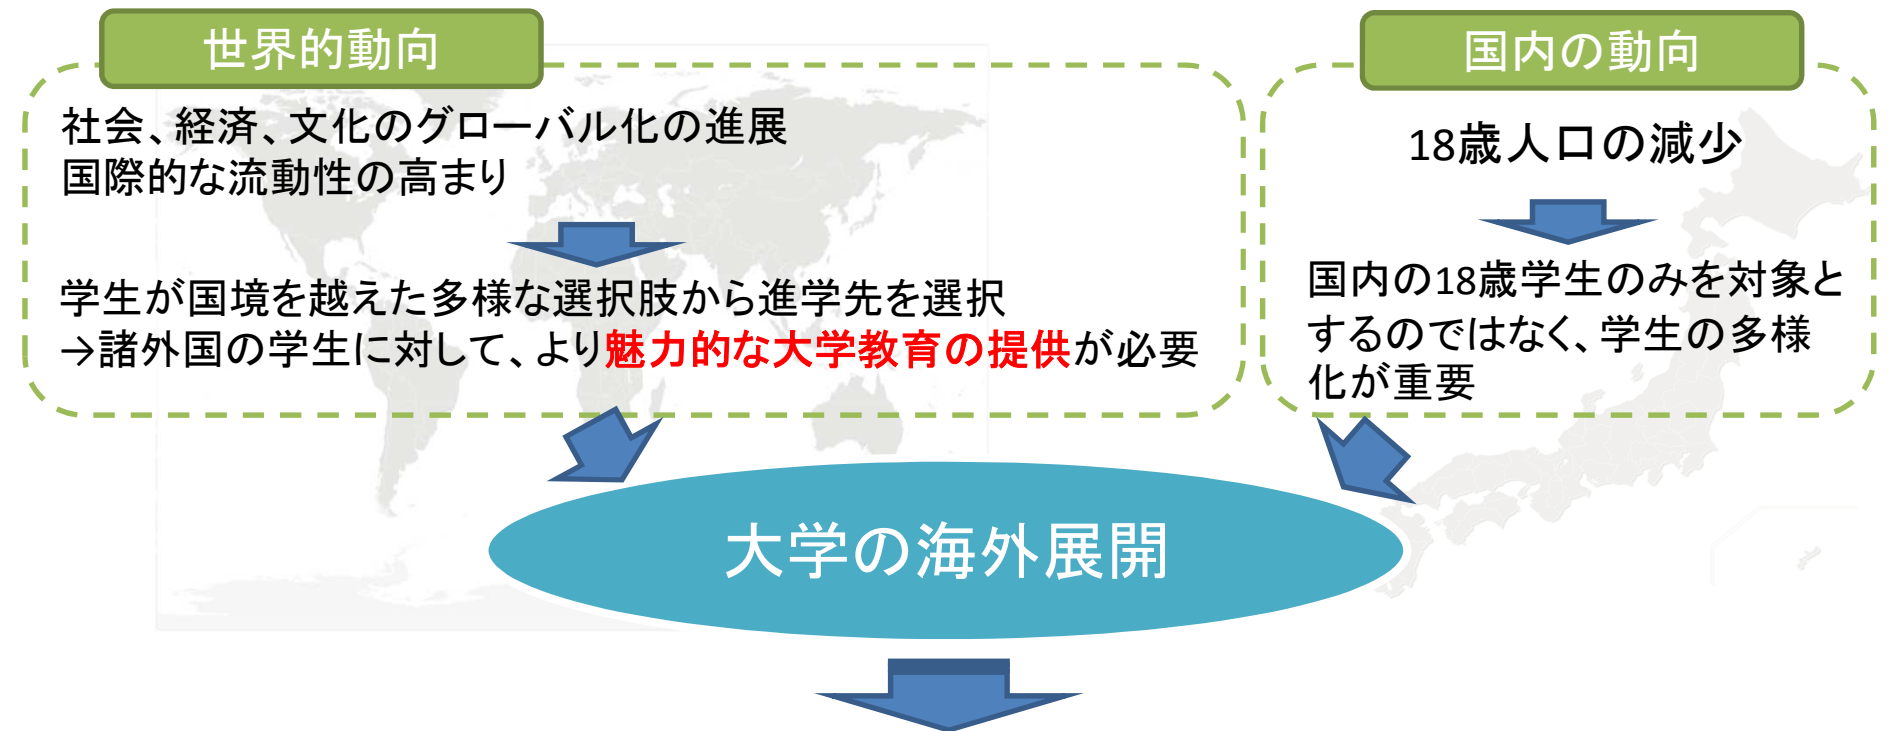 世界的動向
社会、経済、文化のグローバル化の進展
国際的な流動性の高まり
学生が国境を越えた多様な選択肢から進学先を選択
→諸外国の学生に対して、より魅力的な大学教育の提供が必要
国内の動向
18歳人口の減少
国内の18歳学生のみを対象と
するのではなく、学生の多様
化が重要
大学の海外展開